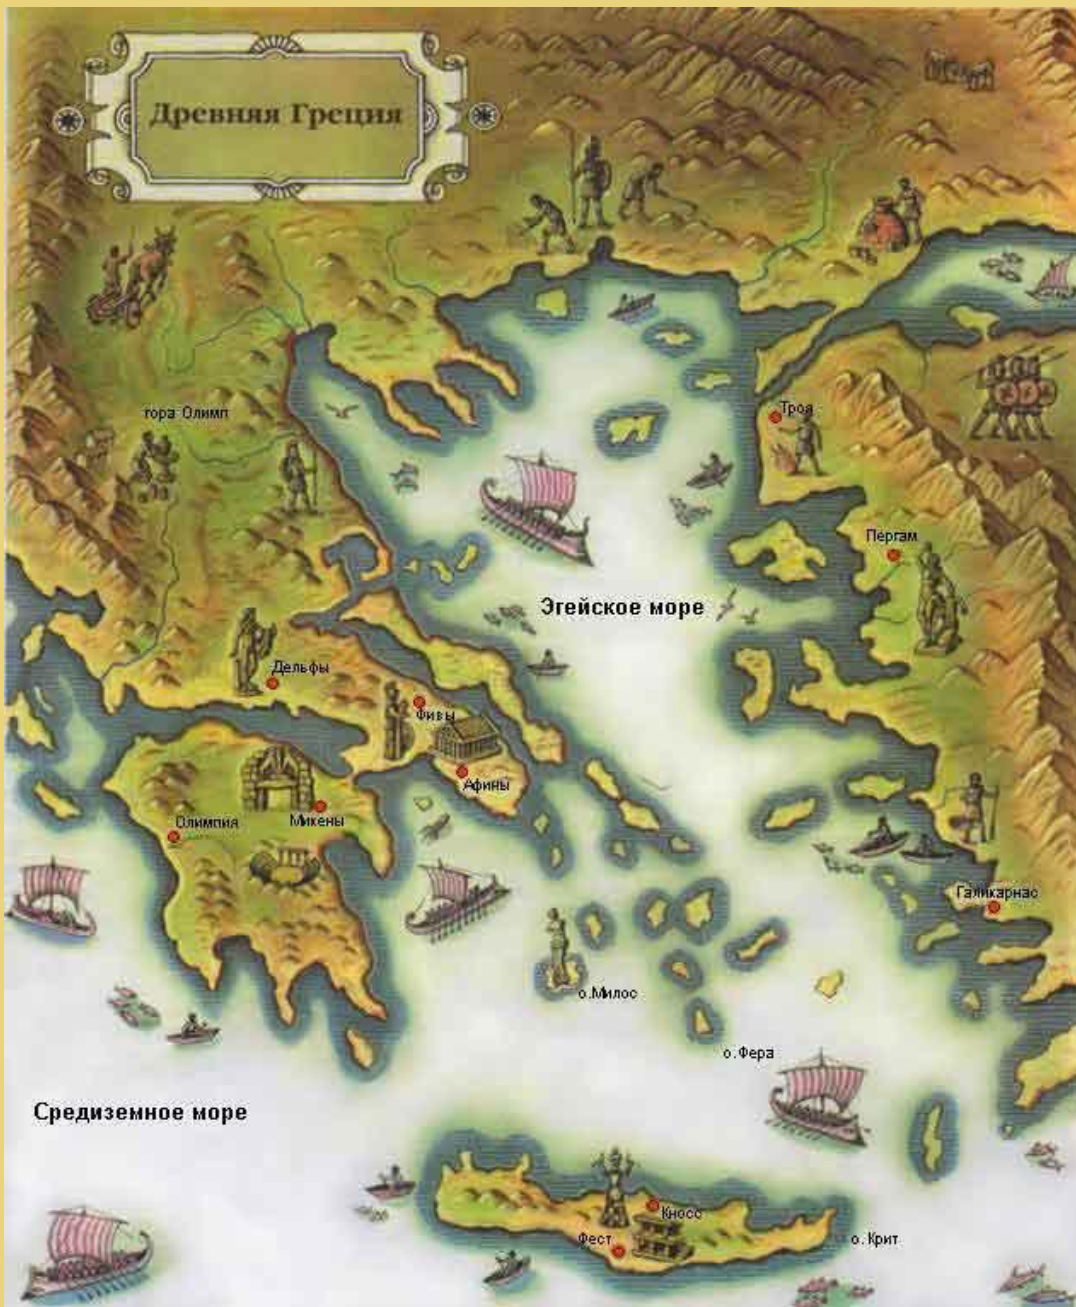 Древняя Греция
гора Олимп
Троя
Пергам
Эгейское море
Дельфы
Фивы
Афины
Олимпия
Микены
Галикарнас
о.Милос
о.Фера
Средиземное море
Кносс
Фест
о.Крит